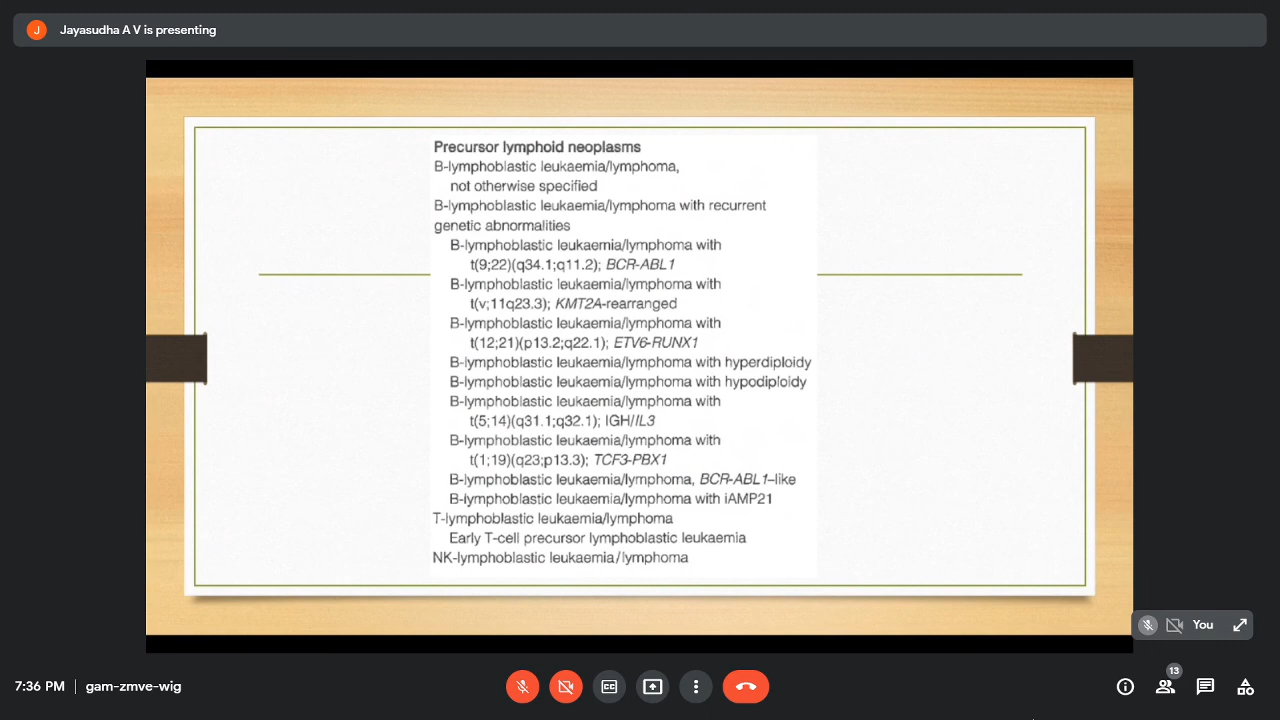 J
Jayasudha A V is presenting
Precursor lymphoid neoplasms
B-lymphoblastic leukaemia/lymphoma,
not otherwise specified
B-lymphoblastic leukaemia/lymphoma with recurrent
genetic abnormalities
B-lymphoblastic leukaemia/lymphoma with
t(9;22)(q34.1;q11.2); BCR-ABL1
B-lymphoblastic leukaemia/lymphoma with
t(v;11q23.3); KMT2A-rearranged
B-lymphoblastic leukaemia/lymphoma with
t(12;21)(p13.2;q22.1); ETV6-RUNX1
B-lymphoblastic leukaemia/lymphoma with hyperdiploidy
B-lymphoblastic leukaemia/lymphoma with hypodiploidy
B-lymphoblastic leukaemia/lymphoma with
t(5;14)(q31.1;q32.1); IGH/IL3
B-lymphoblastic leukaemia/lymphoma with
t(1;19)(q23;p13.3); TCF3-PBX1
B-lymphoblastic leukaemia/lymphoma, BCR-ABL1–like
B-lymphoblastic leukaemia/lymphoma with iAMP21
T-lymphoblastic leukaemia/lymphoma
Early T-cell precursor lymphoblastic leukaemia
NK-lymphoblastic leukaemia/lymphoma
You
7:36 PM | gam-zmve-wig
CC
13